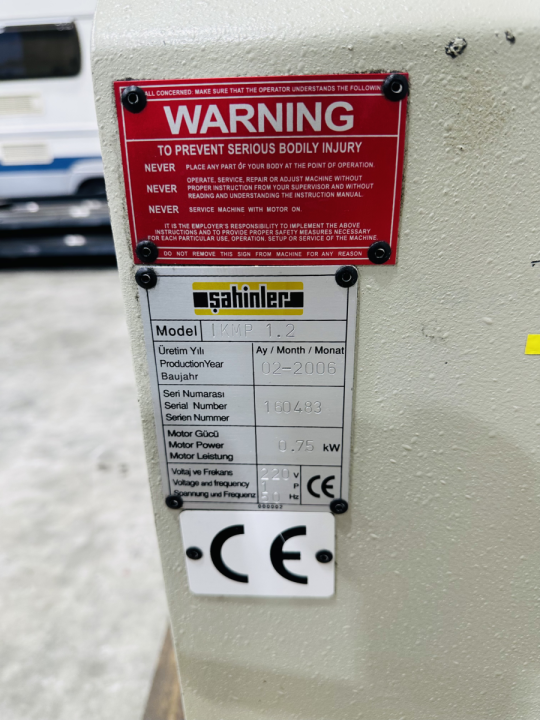 ALL CONCERNED MAKE SURE THAT THE OPERATOR UNDERSTANDS THE FOLLOWIN
WARNING
TO PREVENT SERIOUS BODILY INJURY
NEVER PLACE ANY PART OF YOUR BODY AT THE POINT OF OPERATION.
NEVER OPERATE, SERVICE, REPAIR OR ADJUST MACHINE WITHOUT
PROPER INSTRUCTION FROM YOUR SUPERVISOR AND WITHOUT
READING AND UNDERSTANDING THE INSTRUCTION MANUAL.
NEVER SERVICE MACHINE WITH MOTOR ON.
IT IS THE EMPLOYER'S RESPONSIBILITY TO IMPLEMENT THE ABOVE
INSTRUCTIONS AND TO PROVIDE PROPER SAFETY MEASURES NECESSARY
FOR EACH PARTICULAR USE, OPERATION, SETUP OR SERVICE OF THE MACHINE.
DO NOT REMOVE THIS SIGN FROM MACHINE FOR ANY REASON
şahinler
Model IKMP 1.2
Üretim Yılı Ay / Month / Monat
Production Year 02-2006
Baujahr
Seri Numarası
Serial Number 160483
Serien Nummer
Motor Gücü
Motor Power 0.75 kW
Motor Leistung
Voltaj ve Frekans 220 V
Voltage and frequency 1 P
Spannung und Frequenz Hz
CE
CE